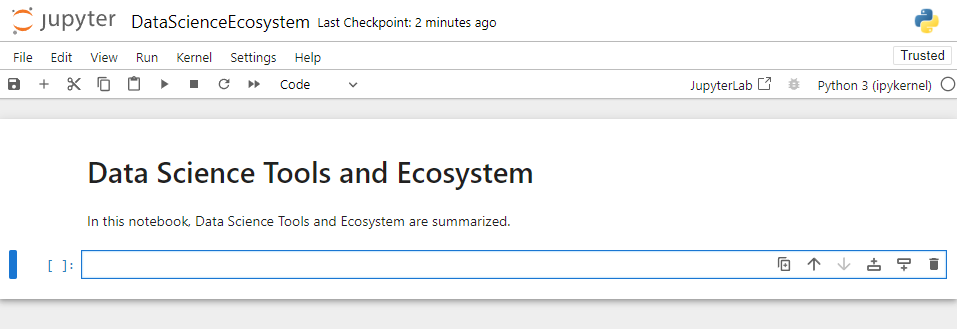 jupyter DataScienceEcosystem Last Checkpoint: 2 minutes ago
File Edit View Run Kernel Settings Help Trusted
Code JupyterLab Python 3 (ipykernel)
Data Science Tools and Ecosystem
In this notebook, Data Science Tools and Ecosystem are summarized.
[ ]: